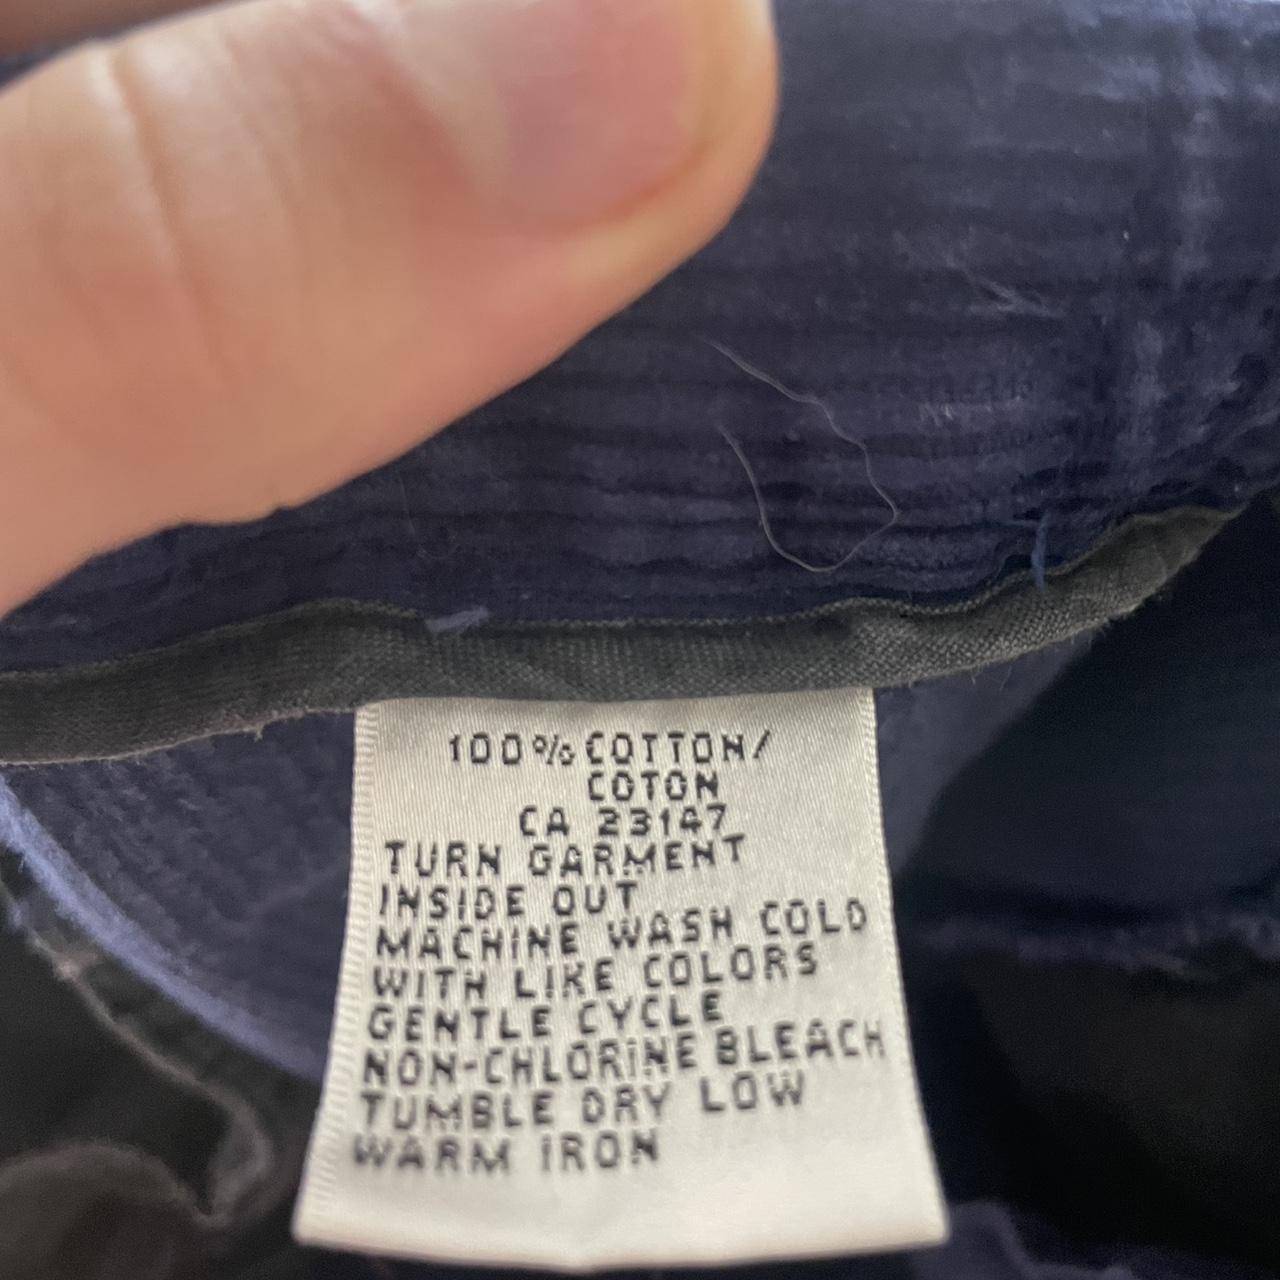 100% COTTON/
COTON
CA 23147
TURN GARMENT
INSIDE OUT
MACHINE WASH COLD
WITH LIKE COLORS
GENTLE CYCLE
NON-CHLORINE BLEACH
TUMBLE DRY LOW
WARM IRON